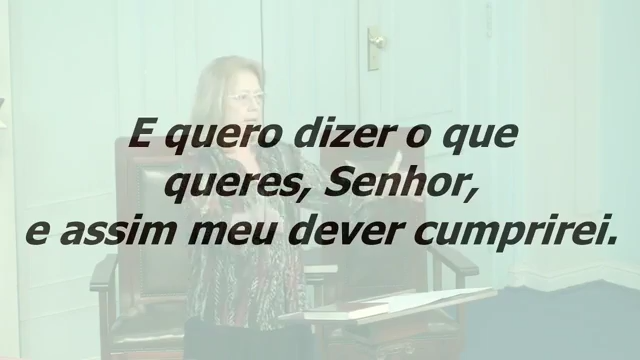 E quero dizer o que
queres, Senhor,
e assim meu dever cumprirei.